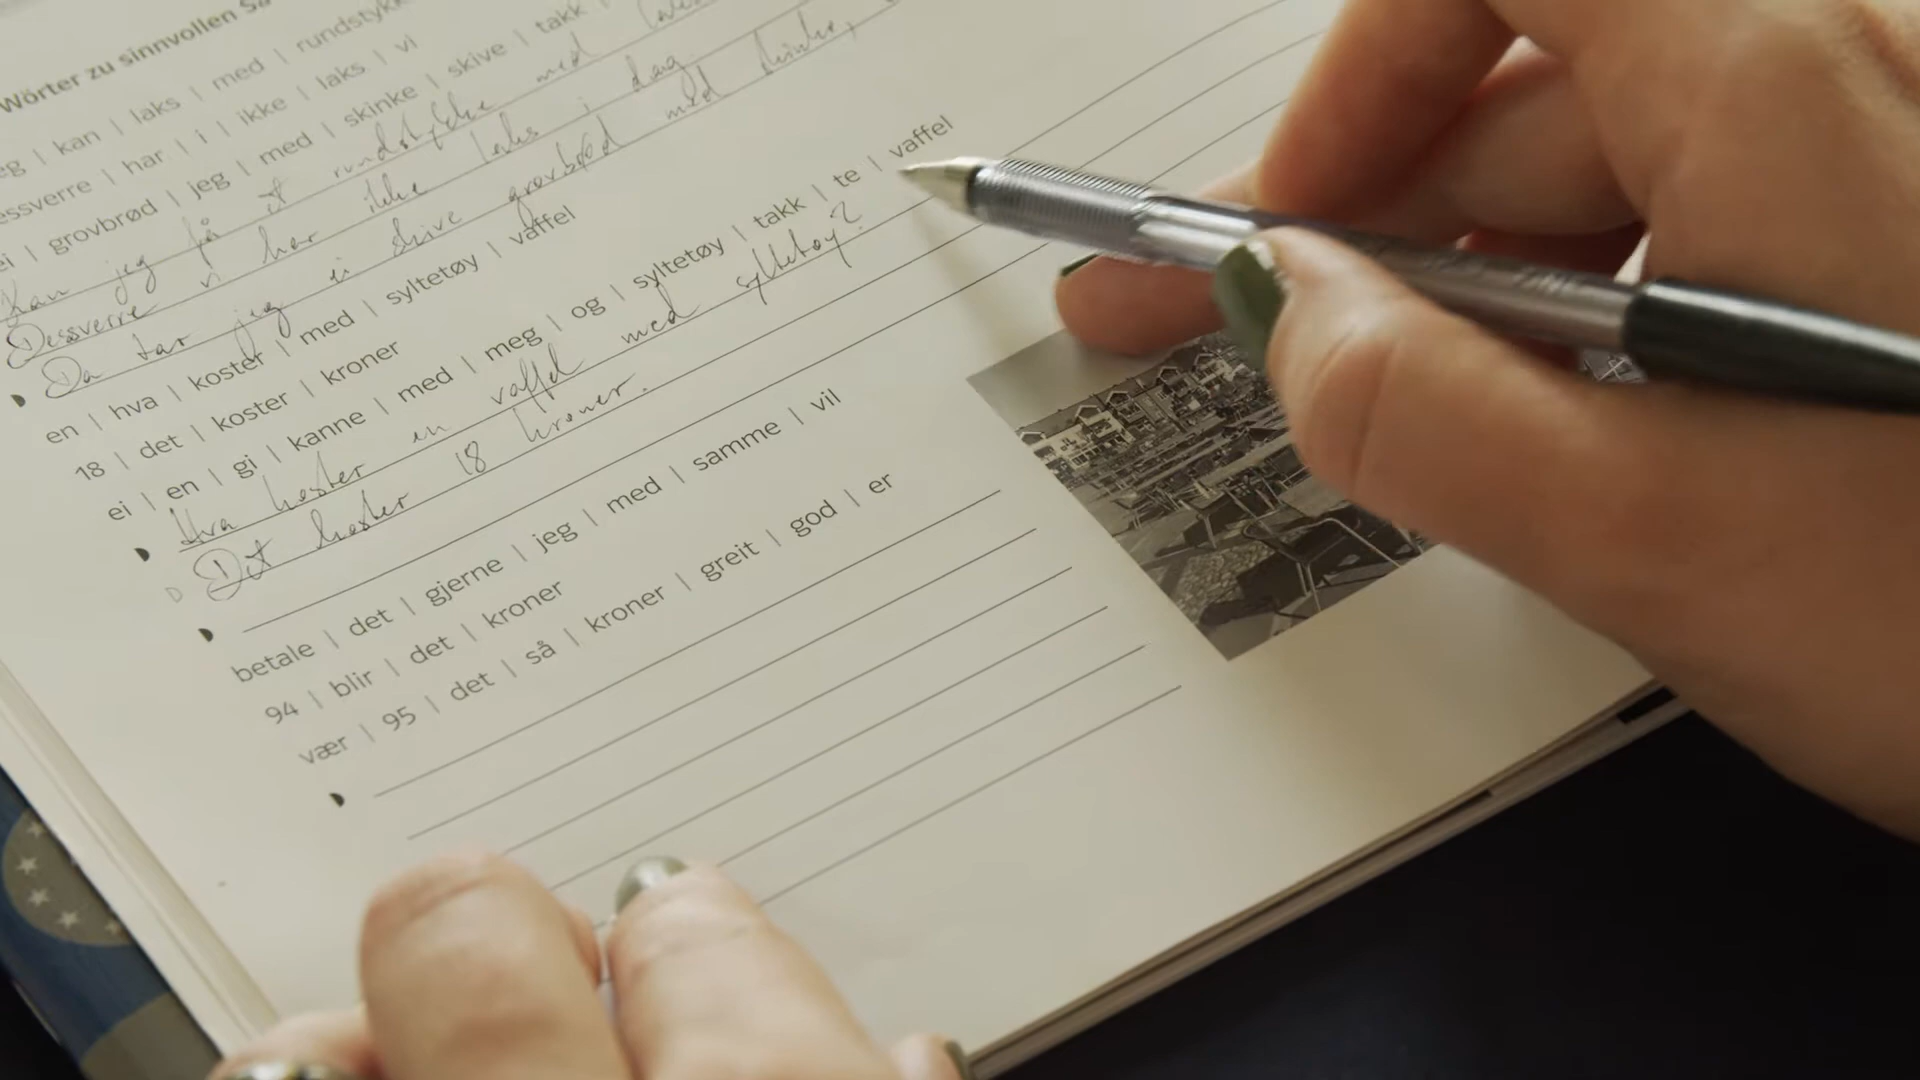 Wörter zu sinnvollen Sä
eg | kan | laks | med | rundstykk
essverre | har | i | ikke | laks | vi
ei | grovbrød | jeg | med | skinke | skive | takk |
Kan jeg få et rundstykke med
Dessverre vi har ikke laks i dag.
Da tar jeg ei skive grovbrød med skinke,
en | hva | koster | med | syltetøy | vaffel
18 | det | koster | kroner
ei | en | gi | kanne | med | meg | og | syltetøy | takk | te | vaffel
Hva koster en vaffel med syltetøy?
Det koster 18 kroner.
betale | det | gjerne | jeg | med | samme | vil
94 | blir | det | kroner
vær | 95 | det | så | kroner | greit | god | er